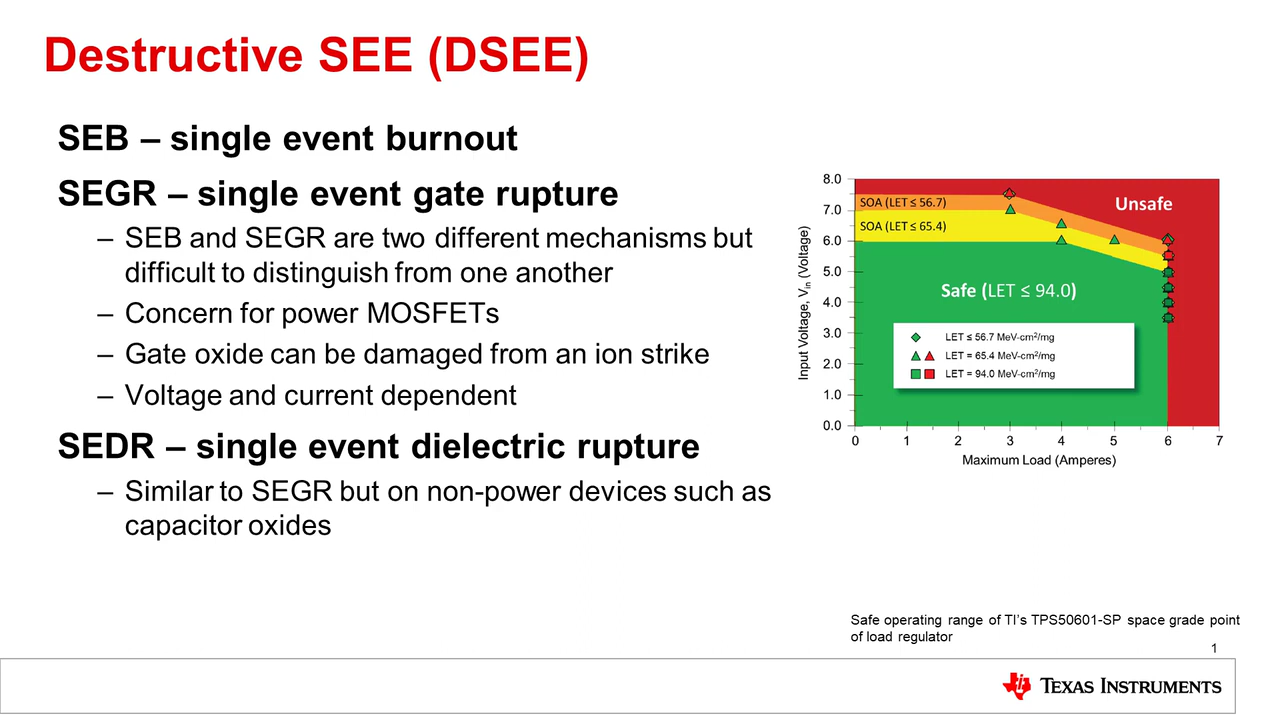 Destructive SEE (DSEE)
SEB – single event burnout
SEGR – single event gate rupture
– SEB and SEGR are two different mechanisms but
difficult to distinguish from one another
– Concern for power MOSFETs
– Gate oxide can be damaged from an ion strike
– Voltage and current dependent
SEDR – single event dielectric rupture
– Similar to SEGR but on non-power devices such as
capacitor oxides
Input Voltage, Vin (Voltage)
8.0
7.0
6.0
5.0
4.0
3.0
2.0
1.0
0.0
SOA (LET ≤ 56.7)
SOA (LET ≤ 65.4)
Unsafe
Safe (LET ≤ 94.0)
LET ≤ 56.7 MeV-cm²/mg
LET = 65.4 MeV-cm²/mg
LET = 94.0 MeV-cm²/mg
0 1 2 3 4 5 6 7
Maximum Load (Amperes)
Safe operating range of TI's TPS50601-SP space grade point
of load regulator
1
TEXAS INSTRUMENTS